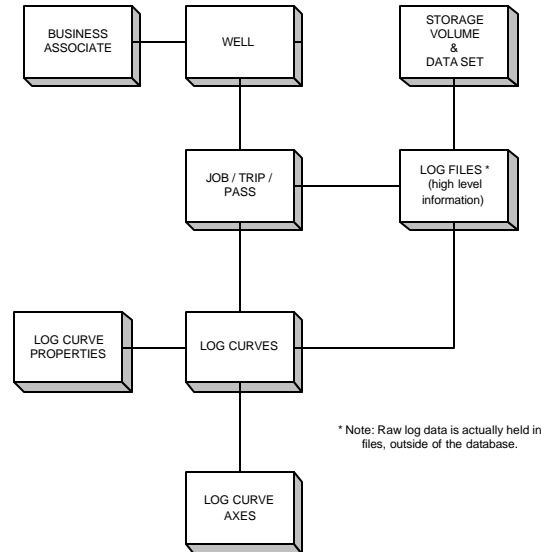 BUSINESS
ASSOCIATE
WELL
STORAGE
VOLUME
&
DATA SET
JOB / TRIP /
PASS
LOG FILES *
(high level
information)
LOG CURVE
PROPERTIES
LOG CURVES
* Note: Raw log data is actually held in
files, outside of the database.
LOG CURVE
AXES